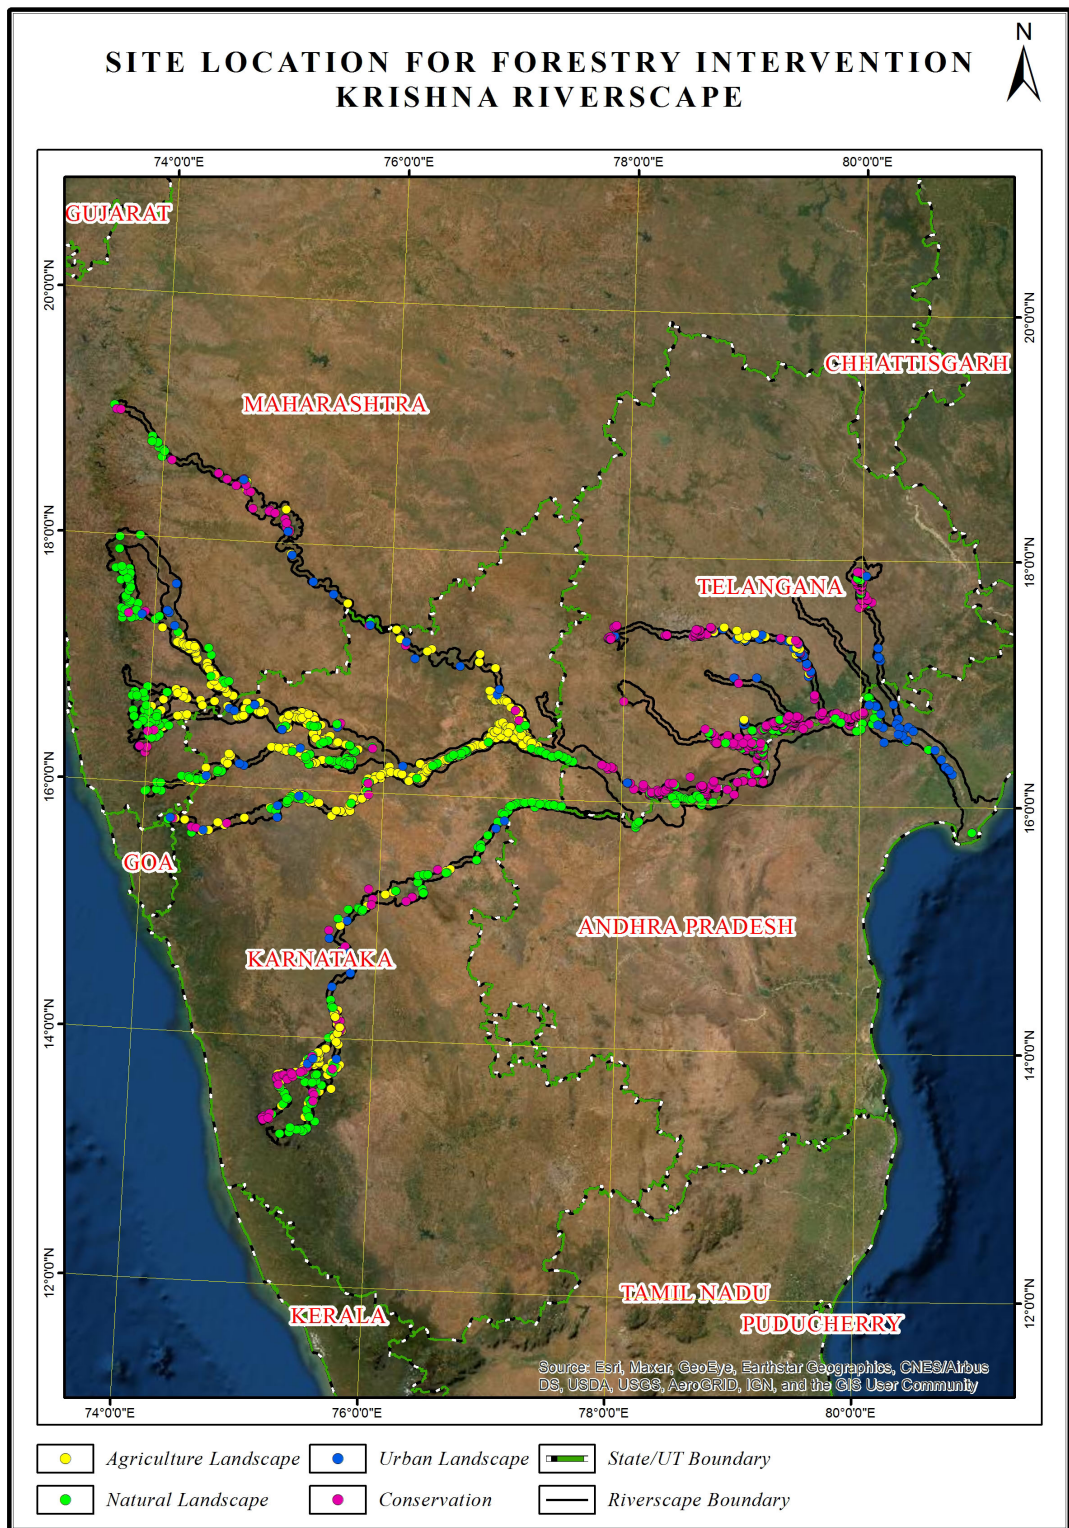 N
SITE LOCATION FOR FORESTRY INTERVENTION
KRISHNA RIVERSCAPE
74°0'0"E 76°0'0"E 78°0'0"E 80°0'0"E
GUJARAT
20°0'0"N
20°0'0"N
CHHATTISGARH
MAHARASHTRA
18°0'0"N
18°0'0"N
TELANGANA
16°0'0"N
16°0'0"N
GOA
ANDHRA PRADESH
KARNATAKA
14°0'0"N
14°0'0"N
12°0'0"N
12°0'0"N
TAMIL NADU
KERALA
PUDUCHERRY
Source: Esri, Maxar, GeoEye, Earthstar Geographics, CNES/Airbus
DS, USDA, USGS, AeroGRID, IGN, and the GIS User Community
74°0'0"E 76°0'0"E 78°0'0"E 80°0'0"E
Agriculture Landscape Urban Landscape State/UT Boundary
Natural Landscape Conservation Riverscape Boundary